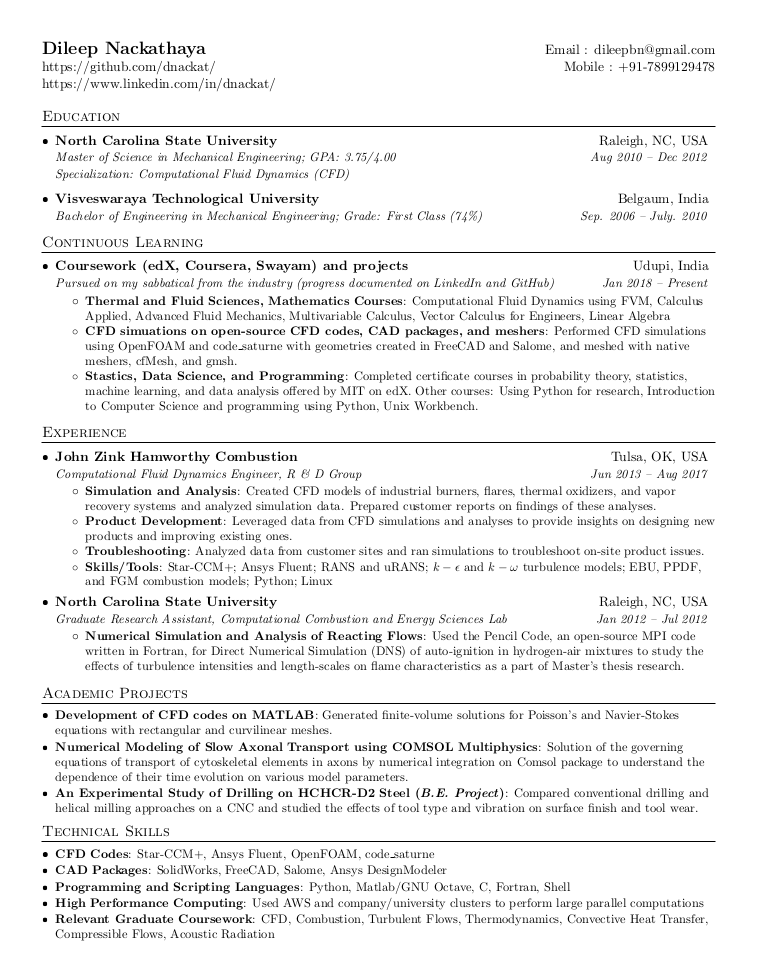 Dileep Nackathaya
Email : dileepbn@gmail.com
https://github.com/dnackat/
Mobile : +91-7899129478
https://www.linkedin.com/in/dnackat/
Education
• North Carolina State University Raleigh, NC, USA
Master of Science in Mechanical Engineering; GPA: 3.75/4.00 Aug 2010 – Dec 2012
Specialization: Computational Fluid Dynamics (CFD)
• Visveswaraya Technological University Belgaum, India
Bachelor of Engineering in Mechanical Engineering; Grade: First Class (74%) Sep. 2006 – July. 2010
Continuous Learning
• Coursework (edX, Coursera, Swayam) and projects Udupi, India
Pursued on my sabbatical from the industry (progress documented on LinkedIn and GitHub) Jan 2018 – Present
◦ Thermal and Fluid Sciences, Mathematics Courses: Computational Fluid Dynamics using FVM, Calculus
Applied, Advanced Fluid Mechanics, Multivariable Calculus, Vector Calculus for Engineers, Linear Algebra
◦ CFD simuations on open-source CFD codes, CAD packages, and meshers: Performed CFD simulations
using OpenFOAM and code_saturne with geometries created in FreeCAD and Salome, and meshed with native
meshers, cfMesh, and gmsh.
◦ Stastics, Data Science, and Programming: Completed certificate courses in probability theory, statistics,
machine learning, and data analysis offered by MIT on edX. Other courses: Using Python for research, Introduction
to Computer Science and programming using Python, Unix Workbench.
Experience
• John Zink Hamworthy Combustion Tulsa, OK, USA
Computational Fluid Dynamics Engineer, R & D Group Jun 2013 – Aug 2017
◦ Simulation and Analysis: Created CFD models of industrial burners, flares, thermal oxidizers, and vapor
recovery systems and analyzed simulation data. Prepared customer reports on findings of these analyses.
◦ Product Development: Leveraged data from CFD simulations and analyses to provide insights on designing new
products and improving existing ones.
◦ Troubleshooting: Analyzed data from customer sites and ran simulations to troubleshoot on-site product issues.
◦ Skills/Tools: Star-CCM+; Ansys Fluent; RANS and uRANS; k − ϵ and k − ω turbulence models; EBU, PPDF,
and FGM combustion models; Python; Linux
• North Carolina State University Raleigh, NC, USA
Graduate Research Assistant, Computational Combustion and Energy Sciences Lab Jan 2012 – Jul 2012
◦ Numerical Simulation and Analysis of Reacting Flows: Used the Pencil Code, an open-source MPI code
written in Fortran, for Direct Numerical Simulation (DNS) of auto-ignition in hydrogen-air mixtures to study the
effects of turbulence intensities and length-scales on flame characteristics as a part of Master's thesis research.
Academic Projects
• Development of CFD codes on MATLAB: Generated finite-volume solutions for Poisson's and Navier-Stokes
equations with rectangular and curvilinear meshes.
• Numerical Modeling of Slow Axonal Transport using COMSOL Multiphysics: Solution of the governing
equations of transport of cytoskeletal elements in axons by numerical integration on Comsol package to understand the
dependence of their time evolution on various model parameters.
• An Experimental Study of Drilling on HCHCR-D2 Steel (B.E. Project): Compared conventional drilling and
helical milling approaches on a CNC and studied the effects of tool type and vibration on surface finish and tool wear.
Technical Skills
• CFD Codes: Star-CCM+, Ansys Fluent, OpenFOAM, code_saturne
• CAD Packages: SolidWorks, FreeCAD, Salome, Ansys DesignModeler
• Programming and Scripting Languages: Python, Matlab/GNU Octave, C, Fortran, Shell
• High Performance Computing: Used AWS and company/university clusters to perform large parallel computations
• Relevant Graduate Coursework: CFD, Combustion, Turbulent Flows, Thermodynamics, Convective Heat Transfer,
Compressible Flows, Acoustic Radiation